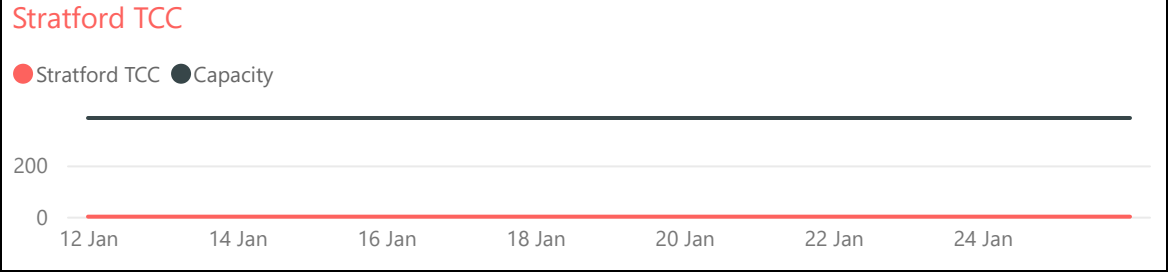 Stratford TCC
Stratford TCC Capacity
200
0
12 Jan 14 Jan 16 Jan 18 Jan 20 Jan 22 Jan 24 Jan